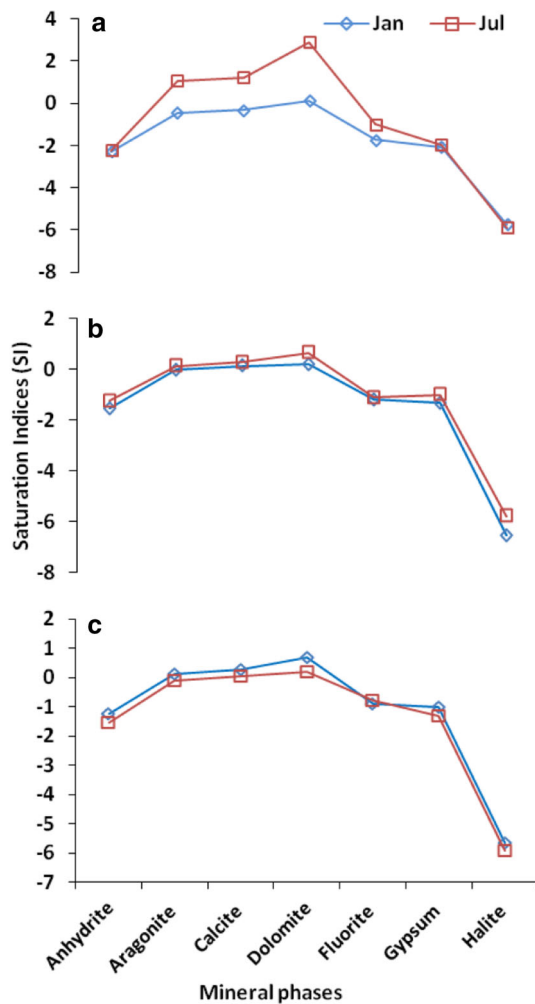 a
Jan
Jul
4
2
0
-2
-4
-6
-8
b
2
0
-2
-4
-6
-8
Saturation Indices (SI)
c
2
1
0
-1
-2
-3
-4
-5
-6
-7
Anhydrite
Aragonite
Calcite
Dolomite
Fluorite
Gypsum
Halite
Mineral phases